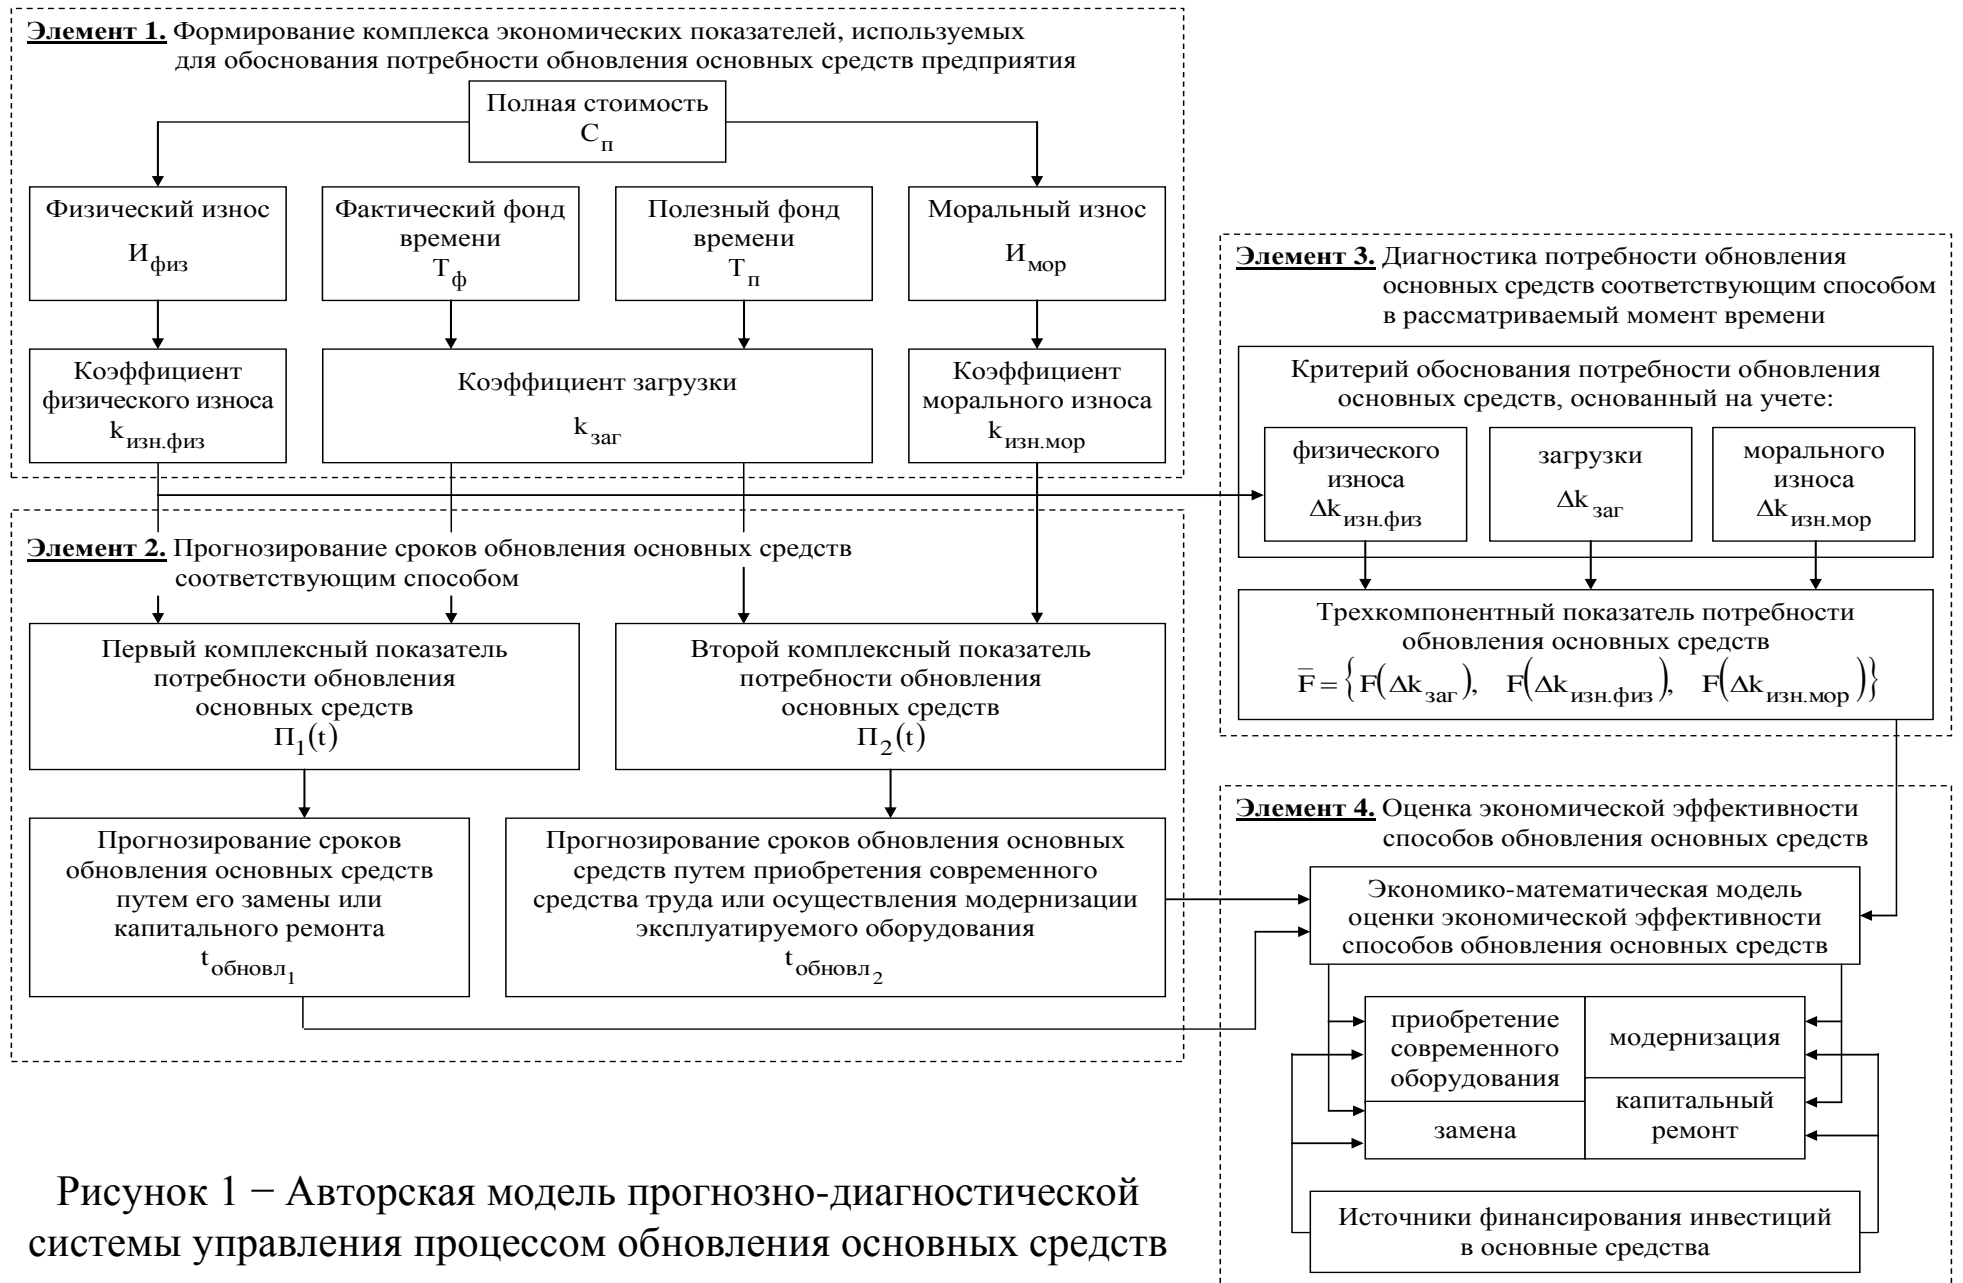 Элемент 1. Формирование комплекса экономических показателей, используемых
для обоснования потребности обновления основных средств предприятия
Полная стоимость
Сп
Физический износ
Ифиз
Фактический фонд
времени
Тф
Полезный фонд
времени
Тп
Моральный износ
Имор
Коэффициент
физического износа
kизн.физ
Коэффициент загрузки
kзаг
Коэффициент
морального износа
kизн.мор
Элемент 2. Прогнозирование сроков обновления основных средств
соответствующим способом
Первый комплексный показатель
потребности обновления
основных средств
П1(t)
Второй комплексный показатель
потребности обновления
основных средств
П2(t)
Прогнозирование сроков
обновления основных средств
путем его замены или
капитального ремонта
tобновл1
Прогнозирование сроков обновления основных
средств путем приобретения современного
средства труда или осуществления модернизации
эксплуатируемого оборудования
tобновл2
Элемент 3. Диагностика потребности обновления
основных средств соответствующим способом
в рассматриваемый момент времени
Критерий обоснования потребности обновления
основных средств, основанный на учете:
физического
износа
Δkизн.физ
загрузки
Δkзаг
морального
износа
Δkизн.мор
Трехкомпонентный показатель потребности
обновления основных средств
F̅ = {F(Δkзаг), F(Δkизн.физ), F(Δkизн.мор)}
Элемент 4. Оценка экономической эффективности
способов обновления основных средств
Экономико-математическая модель
оценки экономической эффективности
способов обновления основных средств
приобретение
современного
оборудования
модернизация
замена
капитальный
ремонт
Источники финансирования инвестиций
в основные средства
Рисунок 1 − Авторская модель прогнозно-диагностической
системы управления процессом обновления основных средств